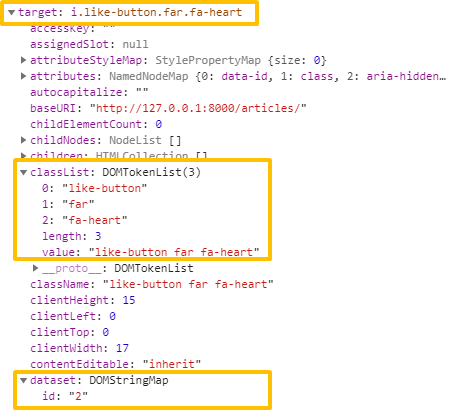 ▼ target: i.like-button.far.fa-heart
accessKey: ""
assignedSlot: null
▶ attributeStyleMap: StylePropertyMap {size: 0}
▶ attributes: NamedNodeMap {0: data-id, 1: class, 2: aria-hidden…
autocapitalize: ""
baseURI: "http://127.0.0.1:8000/articles/"
childElementCount: 0
▶ childNodes: NodeList []
▶ children: HTMLCollection []
▼ classList: DOMTokenList(3)
0: "like-button"
1: "far"
2: "fa-heart"
length: 3
value: "like-button far fa-heart"
▶ __proto__: DOMTokenList
className: "like-button far fa-heart"
clientHeight: 15
clientLeft: 0
clientTop: 0
clientWidth: 17
contentEditable: "inherit"
▼ dataset: DOMStringMap
id: "2"